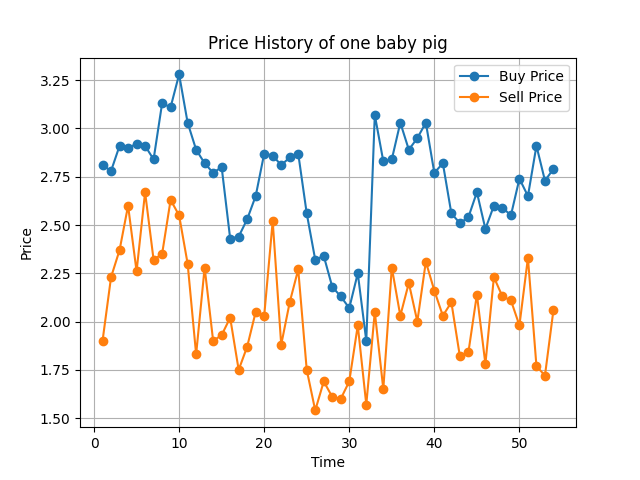 Price History of one baby pig
Buy Price
Sell Price
3.25
3.00
2.75
2.50
2.25
2.00
1.75
1.50
Price
0 10 20 30 40 50
Time